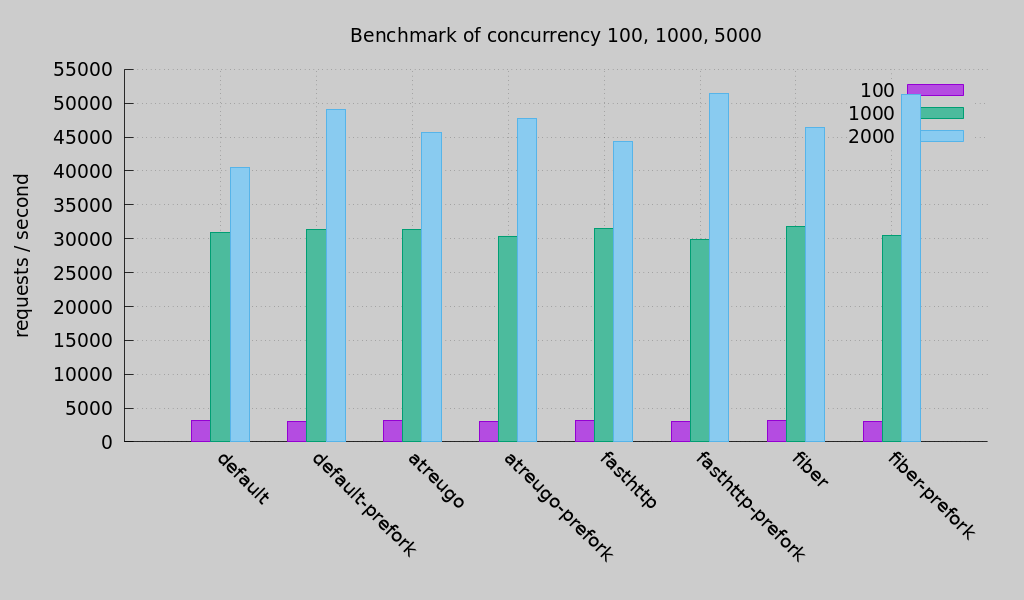 Benchmark of concurrency 100, 1000, 5000
requests / second
55000
50000
45000
40000
35000
30000
25000
20000
15000
10000
5000
0
100
1000
2000
default
default-prefork
atreugo
atreugo-prefork
fasthttp
fasthttp-prefork
fiber
fiber-prefork